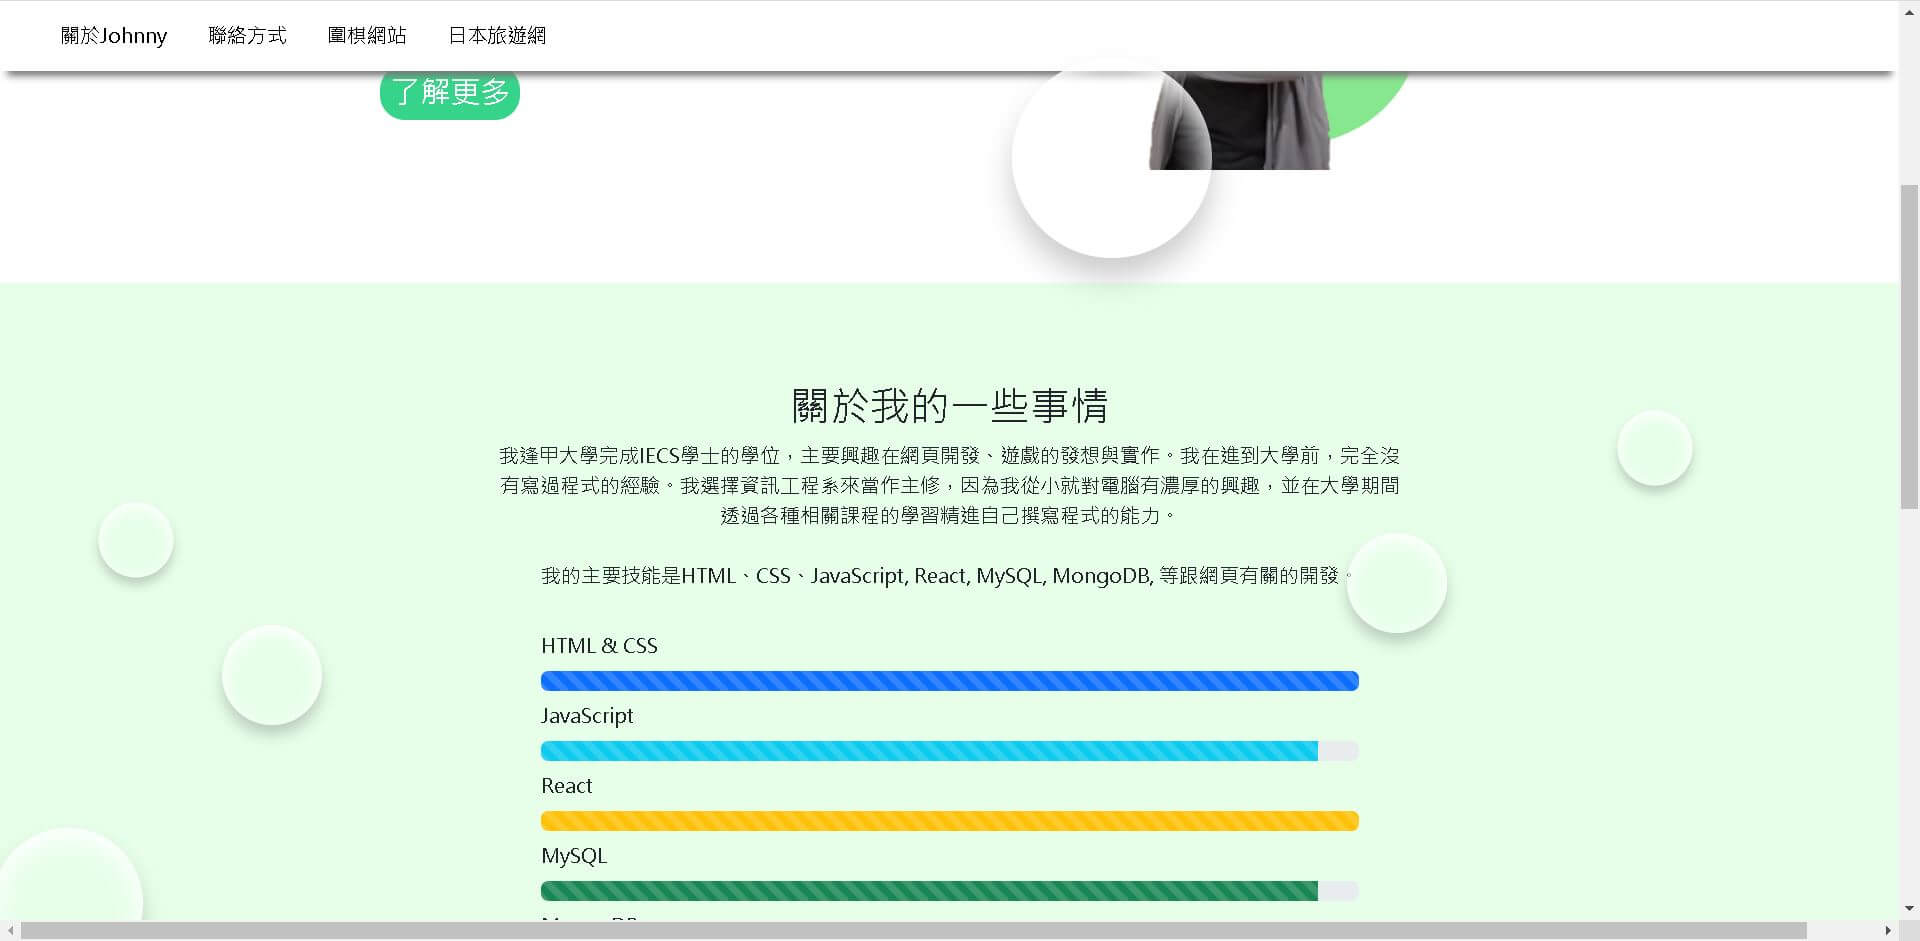 關於Johnny 聯絡方式 圍棋網站 日本旅遊網
了解更多
關於我的一些事情
我逢甲大學完成IECS學士的學位，主要興趣在網頁開發、遊戲的發想與實作。我在進到大學前，完全沒
有寫過程式的經驗。我選擇資訊工程系來當作主修，因為我從小就對電腦有濃厚的興趣，並在大學期間
透過各種相關課程的學習精進自己撰寫程式的能力。
我的主要技能是HTML、CSS、JavaScript, React, MySQL, MongoDB, 等跟網頁有關的開發。
HTML & CSS
JavaScript
React
MySQL